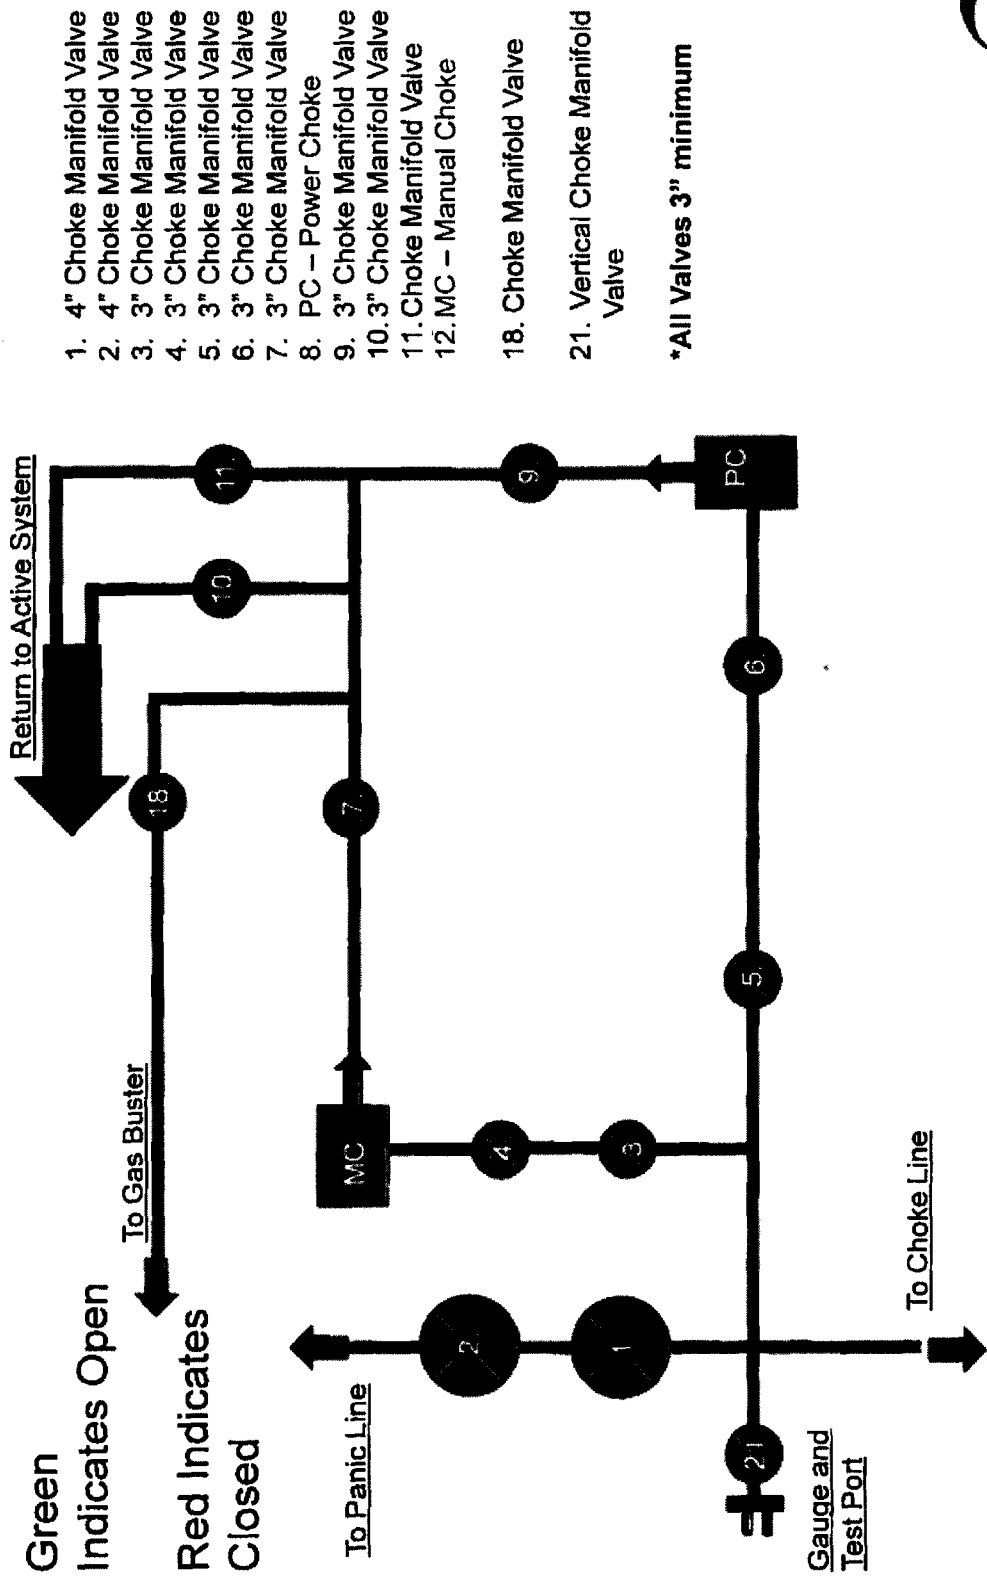 Green
Indicates Open
Red Indicates
Closed
To Gas Buster
Return to Active System
To Panic Line
Gauge and
Test Port
To Choke Line
18
11.
10.
7.
MC
4.
3
2.
1
21
5.
6.
9.
PC
1. 4" Choke Manifold Valve
2. 4" Choke Manifold Valve
3. 3" Choke Manifold Valve
4. 3" Choke Manifold Valve
5. 3" Choke Manifold Valve
6. 3" Choke Manifold Valve
7. 3" Choke Manifold Valve
8. PC – Power Choke
9. 3" Choke Manifold Valve
10. 3" Choke Manifold Valve
11. Choke Manifold Valve
12. MC – Manual Choke
18. Choke Manifold Valve
21. Vertical Choke Manifold
Valve
*All Valves 3” minimum